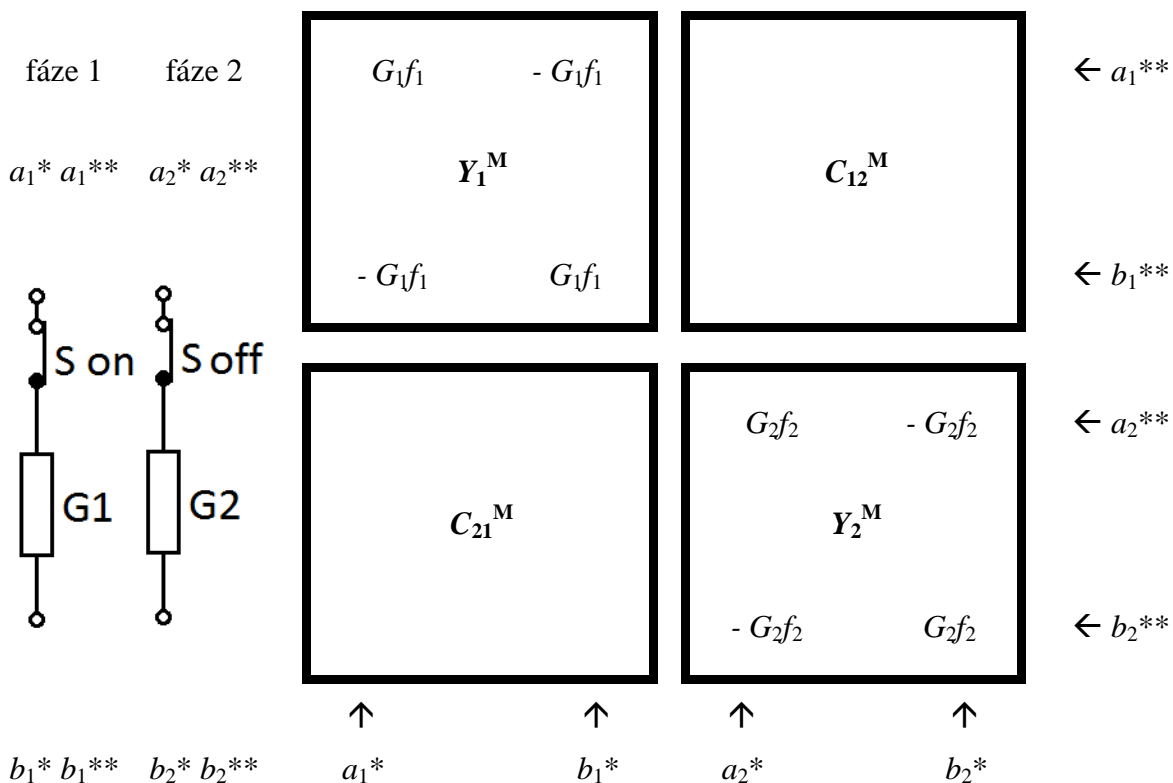 fáze 1 fáze 2 G₁f₁ - G₁f₁ ← a₁**
a₁* a₁** a₂* a₂** Y₁ᴹ C₁₂ᴹ
- G₁f₁ G₁f₁ ← b₁**
S on S off
G₂f₂ - G₂f₂ ← a₂**
G1 G2
C₂₁ᴹ Y₂ᴹ
- G₂f₂ G₂f₂ ← b₂**
↑ ↑ ↑ ↑
b₁* b₁** b₂* b₂** a₁* b₁* a₂* b₂*